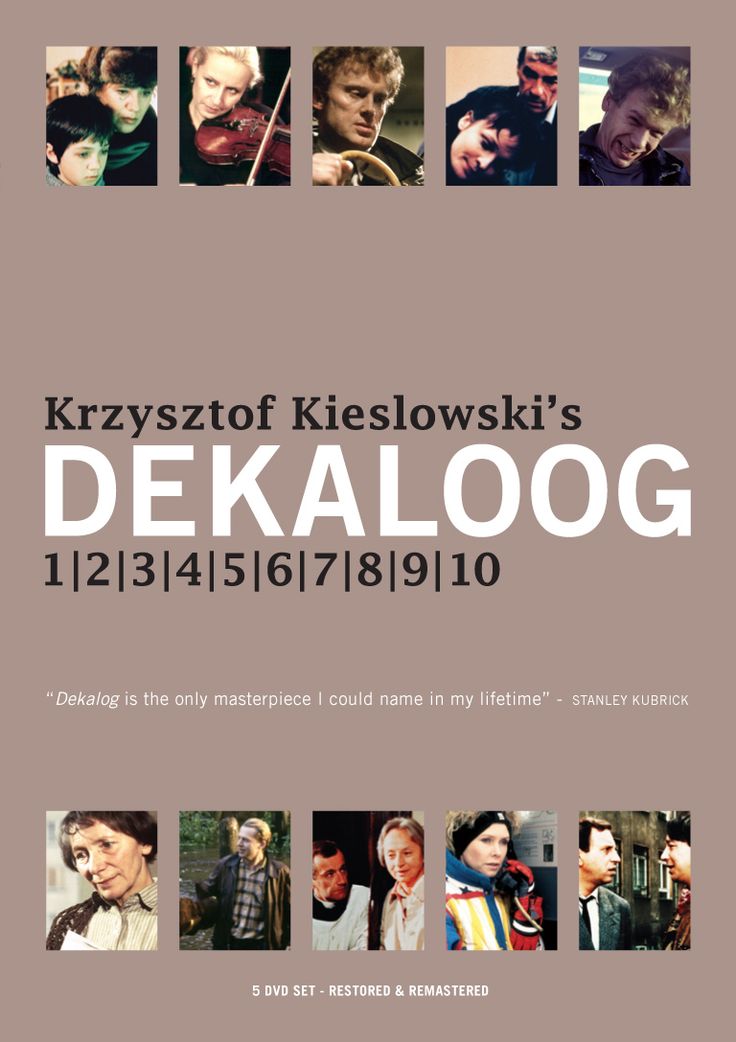 Krzysztof Kieslowski’s
DEKALOOG
1|2|3|4|5|6|7|8|9|10
“Dekalog is the only masterpiece I could name in my lifetime” - STANLEY KUBRICK
5 DVD SET - RESTORED & REMASTERED